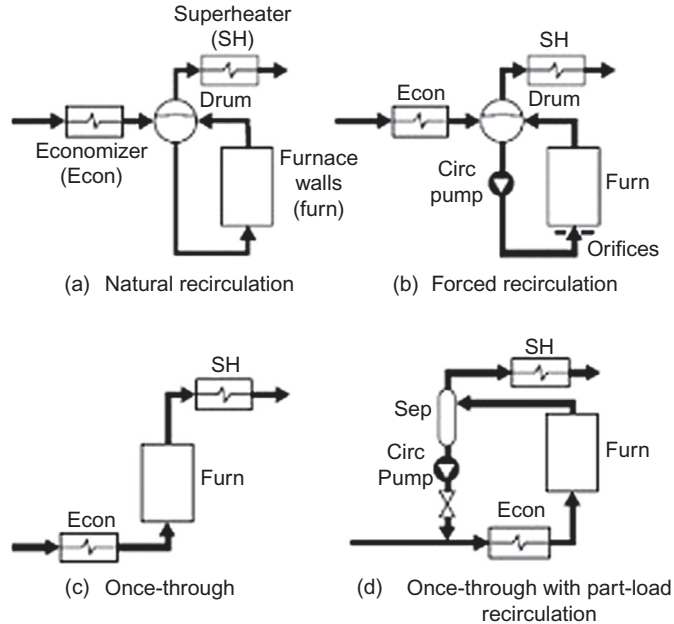 Superheater
(SH)
Drum
Economizer
(Econ)
Furnace
walls
(furn)
(a) Natural recirculation
SH
Econ
Drum
Circ
pump
Furn
Orifices
(b) Forced recirculation
SH
Furn
Econ
(c) Once-through
SH
Sep
Circ
Pump
Furn
Econ
(d) Once-through with part-load
recirculation